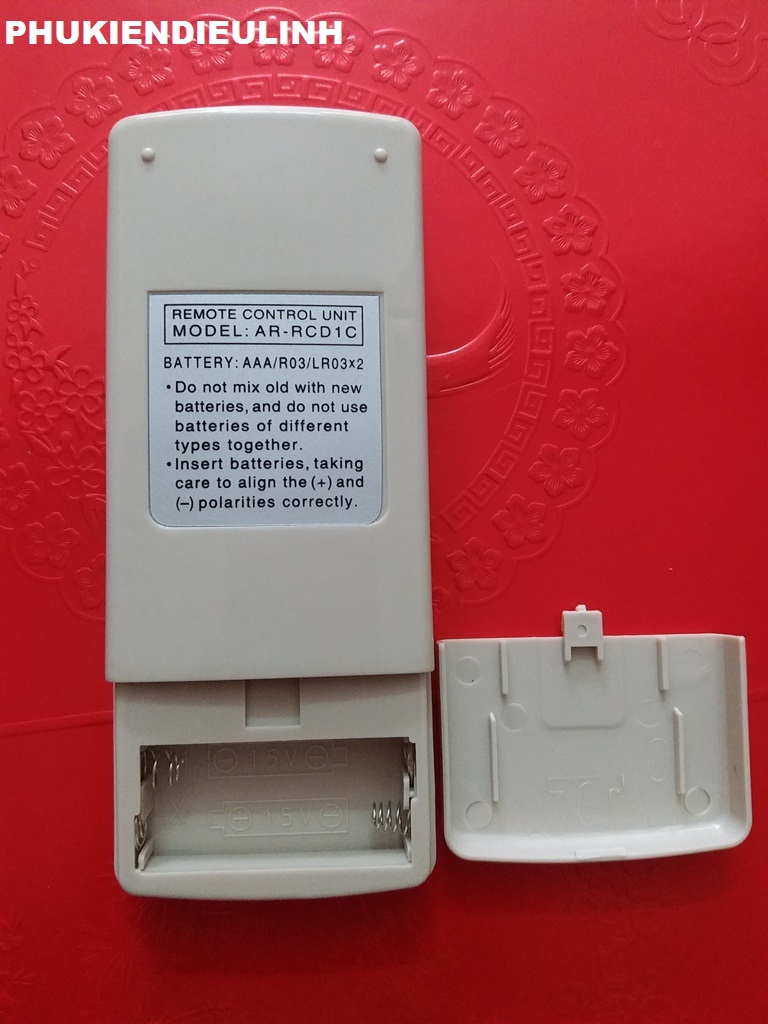 PHUKIENDIEULINH
REMOTE CONTROL UNIT
MODEL: AR-RCD1C
BATTERY: AAA/R03/LR03×2
•Do not mix old with new
batteries, and do not use
batteries of different
types together.
•Insert batteries, taking
care to align the (+) and
(–) polarities correctly.
1.5V
1.5V